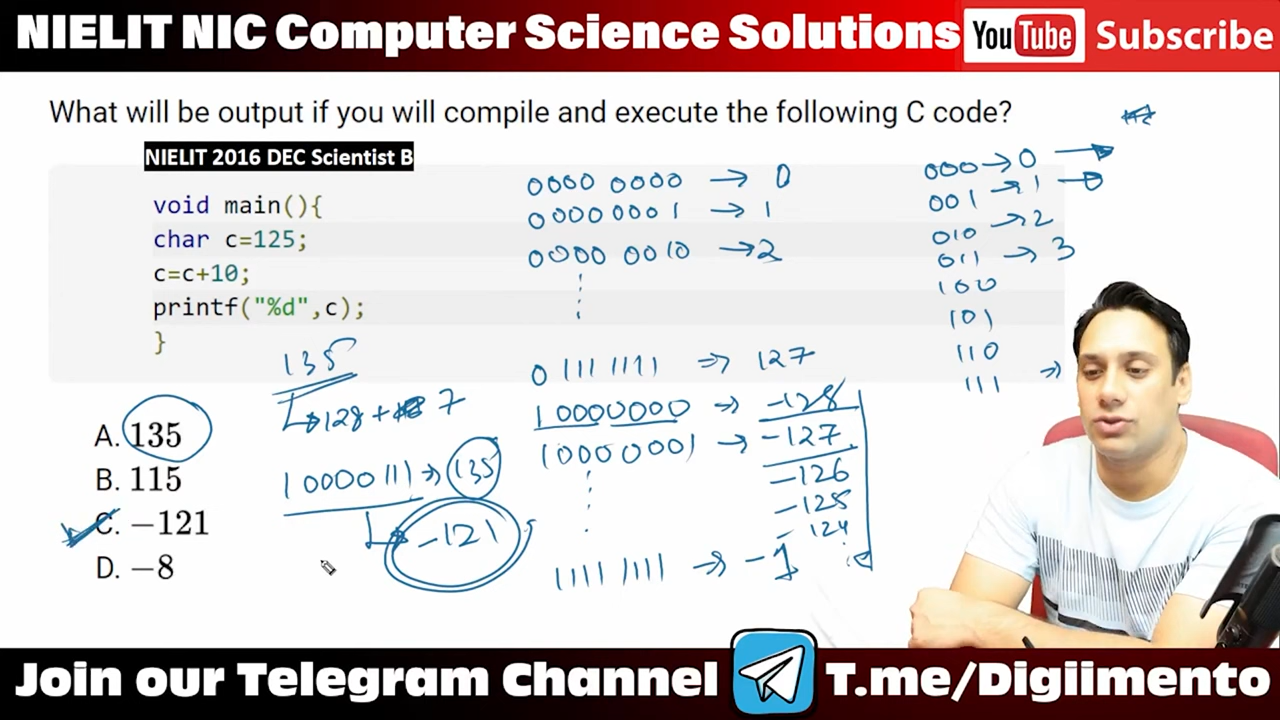 NIELIT NIC Computer Science Solutions YouTube Subscribe
What will be output if you will compile and execute the following C code?
NIELIT 2016 DEC Scientist B
void main(){
char c=125;
c=c+10;
printf("%d",c);
}
A. 135
B. 115
C. −121
D. −8
135
128 + 7
10000111 → 135
-121
0000 0000 → 0
0000 0001 → 1
0000 0010 → 2
0 111 1111 ⇒ 127
10000000 ⇒ -128
10000001 → -127
-126
-125
-124
1111 1111 ⇒ -1
000 → 0
001 → 1
010 → 2
011 → 3
100
101
110
111 ⇒
Join our Telegram Channel T.me/Digiimento